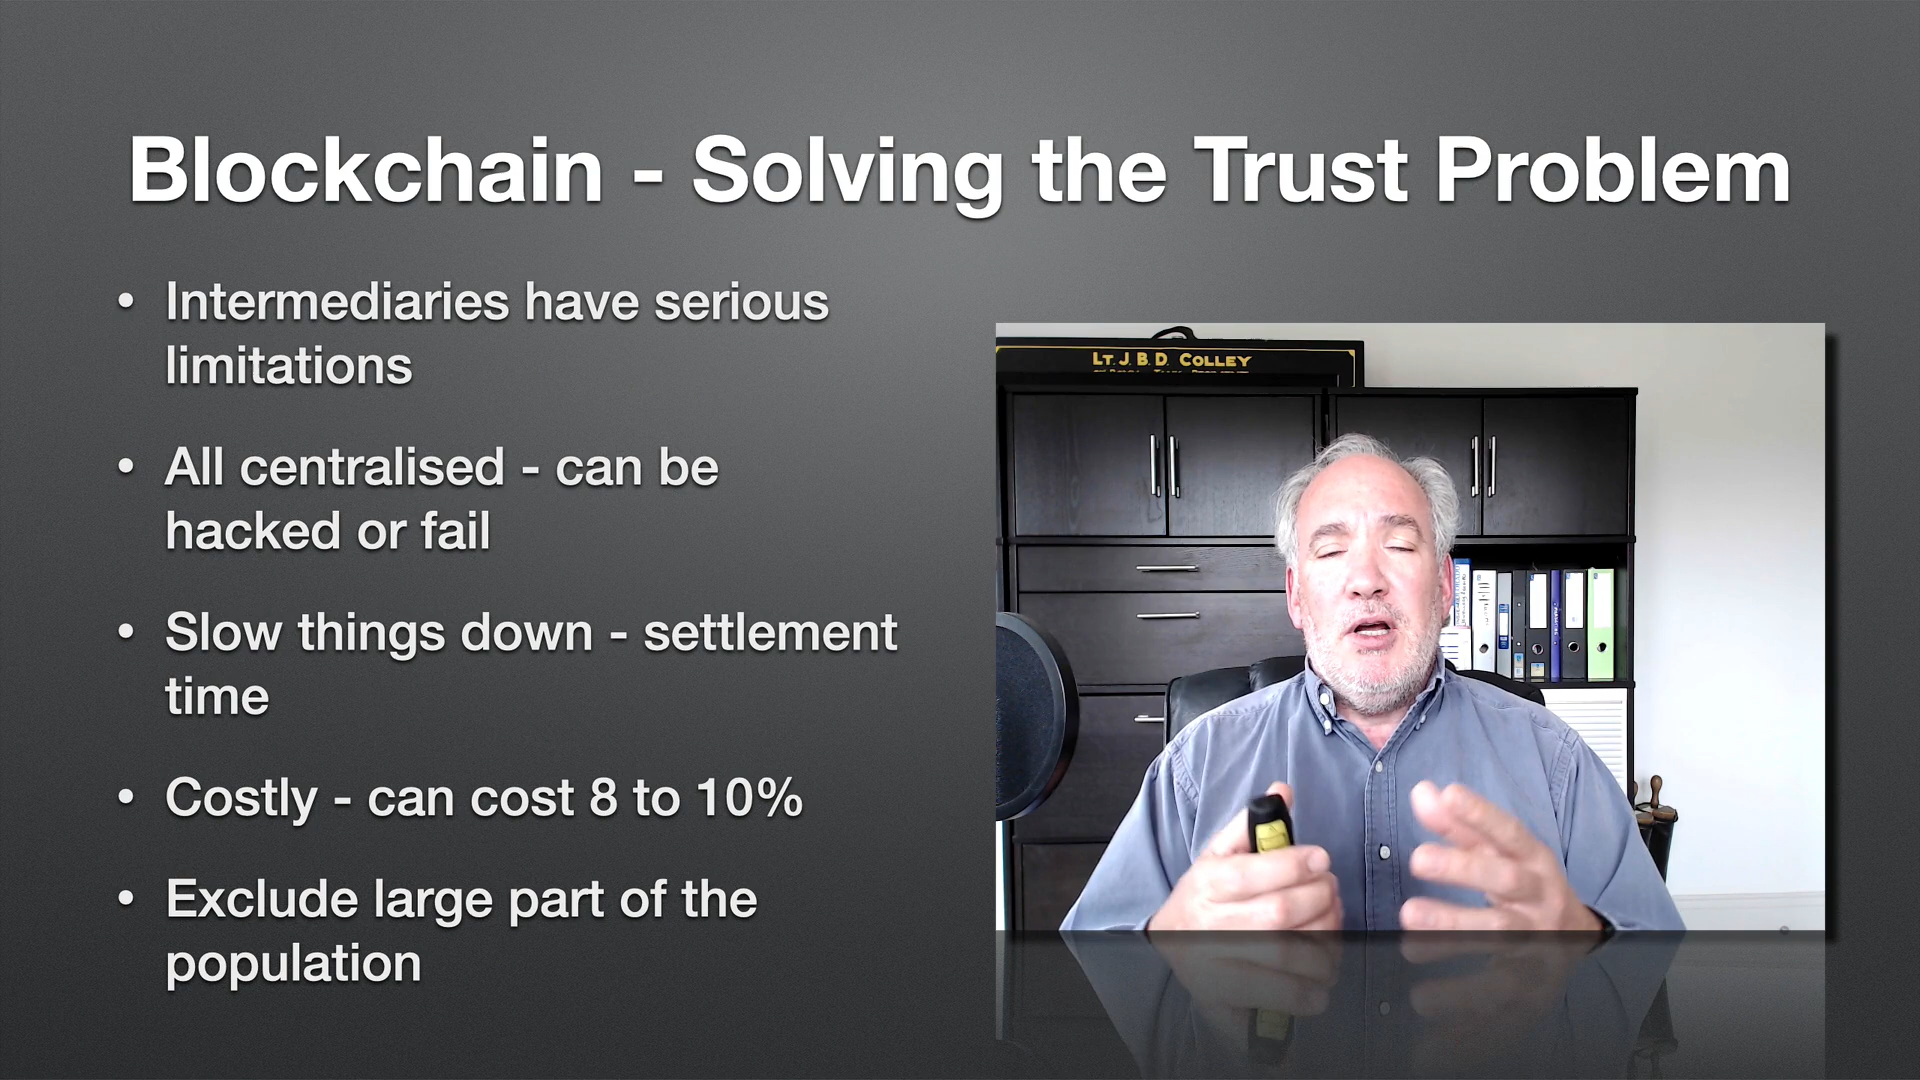 Blockchain - Solving the Trust Problem
• Intermediaries have serious
limitations
• All centralised - can be
hacked or fail
• Slow things down - settlement
time
• Costly - can cost 8 to 10%
• Exclude large part of the
population
LT. J. B. D. COLLEY